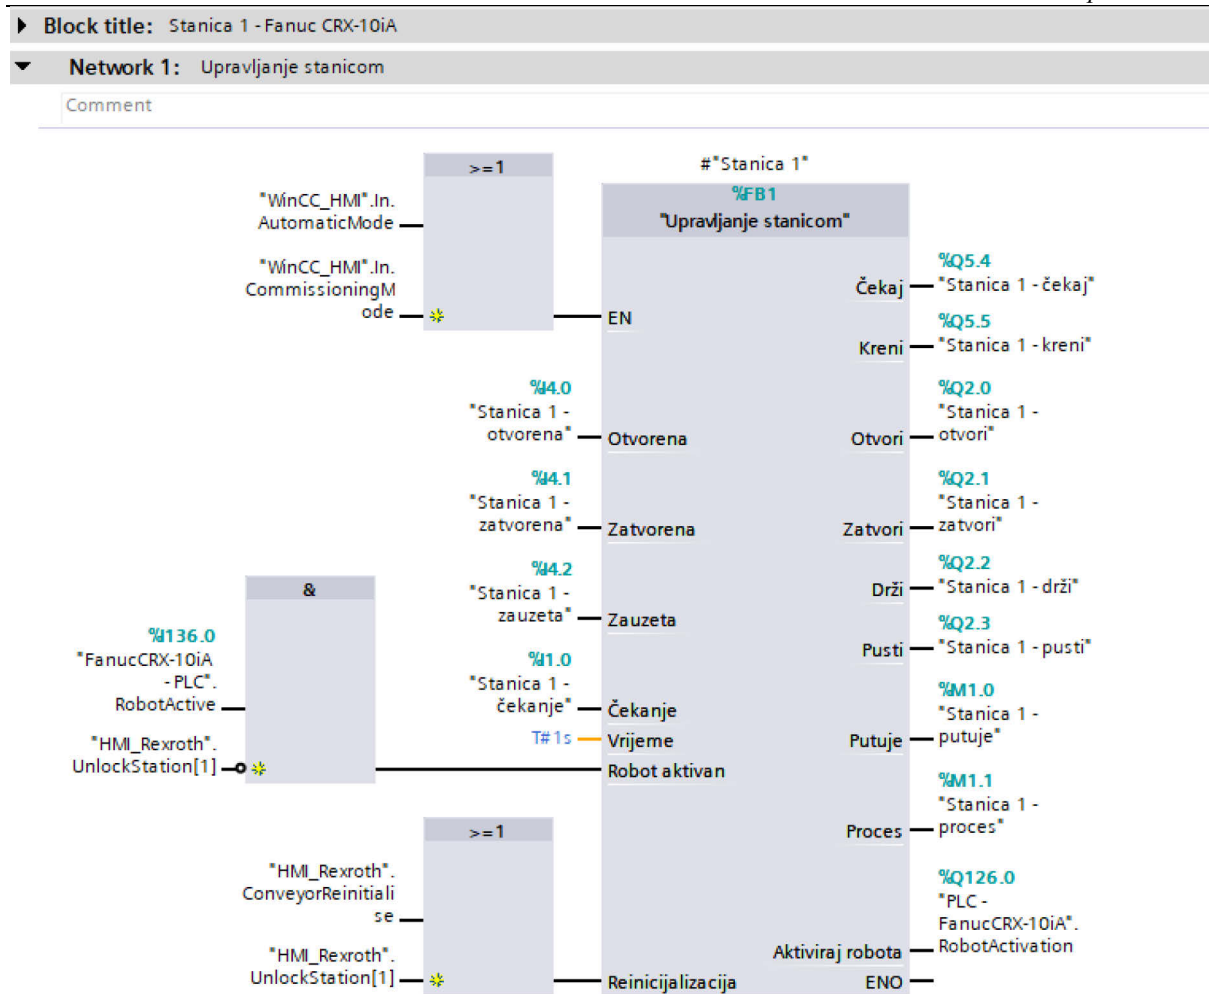 Block title: Stanica 1 - Fanuc CRX-10iA
Network 1: Upravljanje stanicom
Comment
>=1
"WinCC_HMI".In.
AutomaticMode
"WinCC_HMI".In.
CommissioningM
ode
#"Stanica 1"
%FB1
"Upravljanje stanicom"
EN
%I4.0
"Stanica 1 -
otvorena"
Otvorena
%I4.1
"Stanica 1 -
zatvorena"
Zatvorena
%I4.2
"Stanica 1 -
zauzeta"
Zauzeta
%I1.0
"Stanica 1 -
čekanje"
Čekanje
T#1s
Vrijeme
&
%I136.0
"FanucCRX-10iA
- PLC".
RobotActive
"HMI_Rexroth".
UnlockStation[1]
Robot aktivan
>=1
"HMI_Rexroth".
ConveyorReinitiali
se
"HMI_Rexroth".
UnlockStation[1]
Reinicijalizacija
Čekaj
%Q5.4
"Stanica 1 - čekaj"
Kreni
%Q5.5
"Stanica 1 - kreni"
Otvori
%Q2.0
"Stanica 1 -
otvori"
Zatvori
%Q2.1
"Stanica 1 -
zatvori"
Drži
%Q2.2
"Stanica 1 - drži"
Pusti
%Q2.3
"Stanica 1 - pusti"
Putuje
%M1.0
"Stanica 1 -
putuje"
Proces
%M1.1
"Stanica 1 -
proces"
Aktiviraj robota
%Q126.0
"PLC -
FanucCRX-10iA".
RobotActivation
ENO